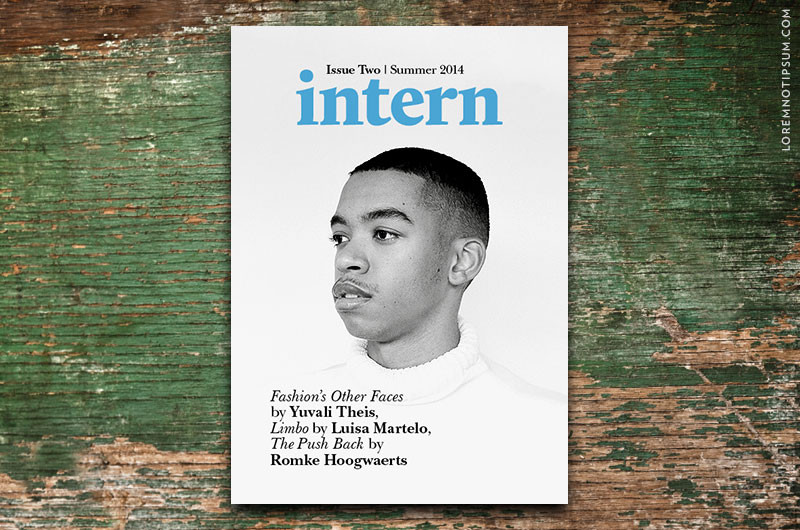 Issue Two | Summer 2014
intern
Fashion's Other Faces
by Yuvali Theis,
Limbo by Luisa Martelo,
The Push Back by
Romke Hoogwaerts
LOREMNOTIPSUM.COM